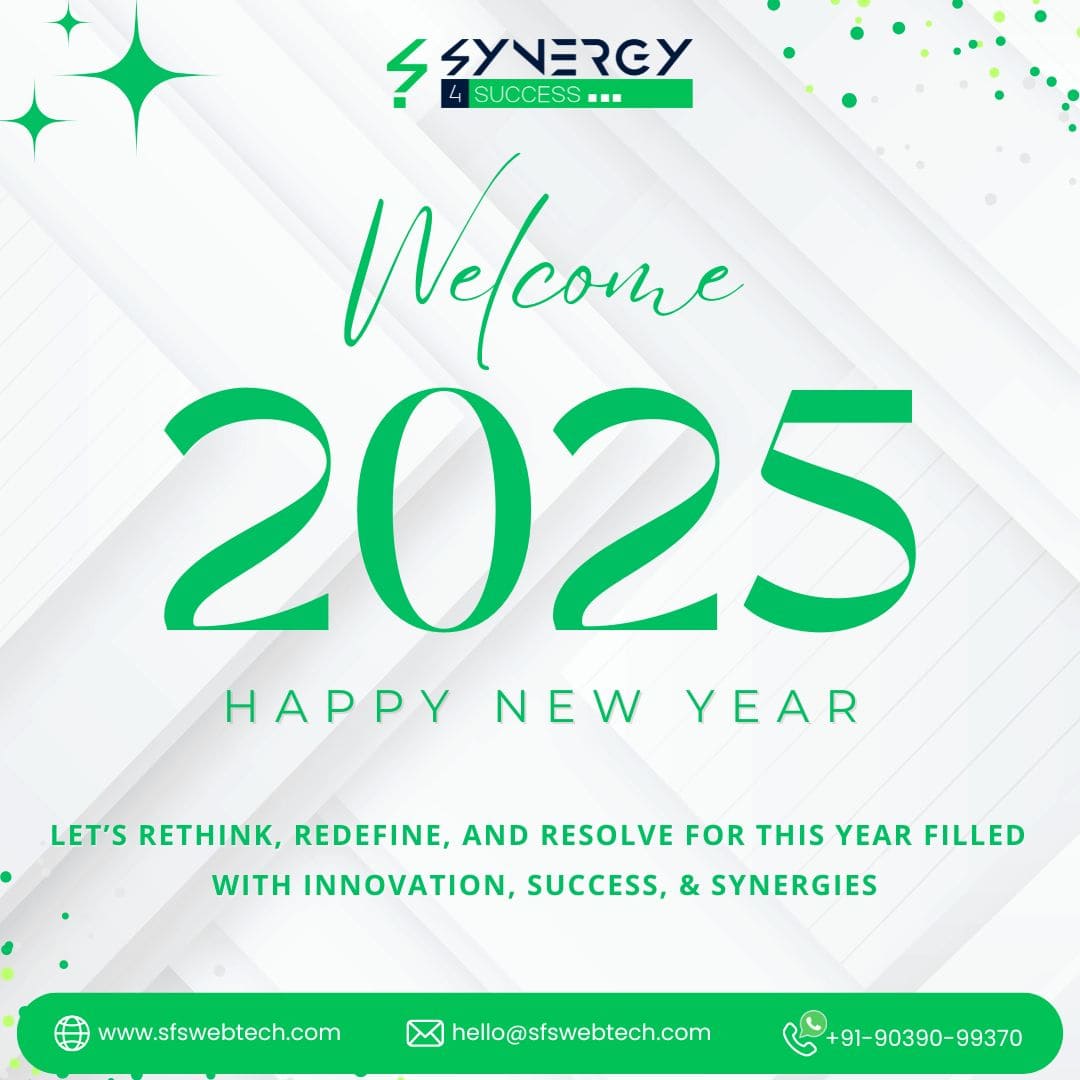 SYNERGY
4 SUCCESS
Welcome
2025
HAPPY NEW YEAR
LET’S RETHINK, REDEFINE, AND RESOLVE FOR THIS YEAR FILLED
WITH INNOVATION, SUCCESS, & SYNERGIES
www.sfswebtech.com hello@sfswebtech.com +91-90390-99370